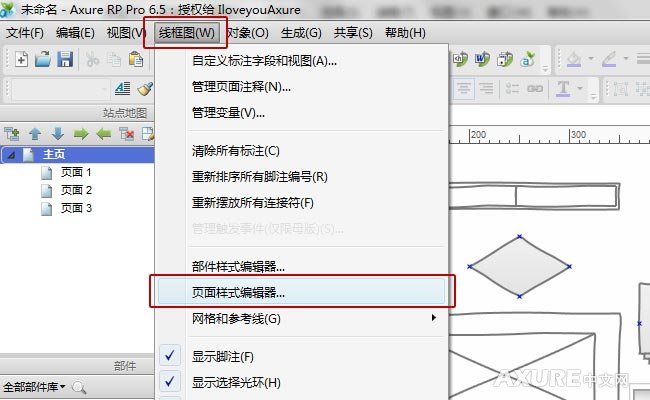 未命名 - Axure RP Pro 6.5 : 授权给 IloveyouAxure
文件(F) 编辑(E) 视图(V) 线框图(W) 对象(O) 生成(G) 共享(S) 帮助(H)
自定义标注字段和视图(A)...
管理页面注释(N)...
管理变量(V)...
清除所有标注(C)
重新排序所有脚注编号(R)
重新摆放所有连接符(F)
管理触发事件(仅限母版)(S)...
部件样式编辑器...
页面样式编辑器...
网格和参考线(G)
显示脚注(F)
显示选择光环(H)
站点地图
主页
页面 1
页面 2
页面 3
部件
全部部件库
200 300
AXURE中文网